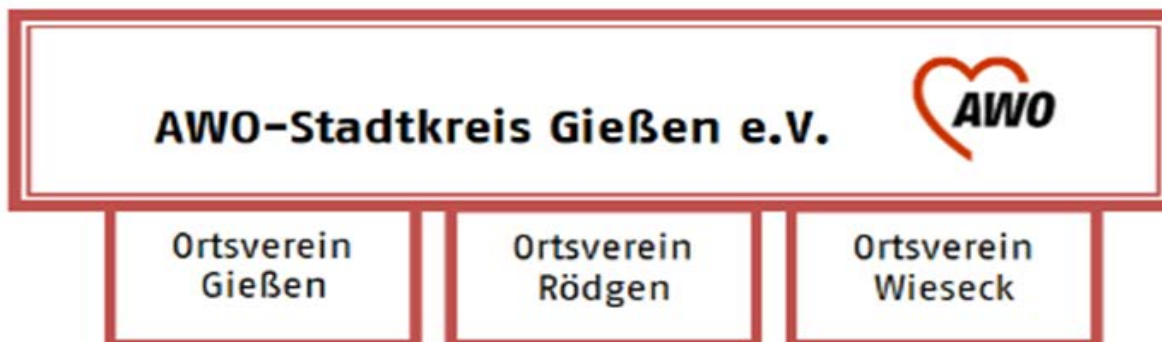 AWO-Stadtkreis Gießen e.V.
AWO
Ortsverein
Gießen
Ortsverein
Rödgen
Ortsverein
Wieseck